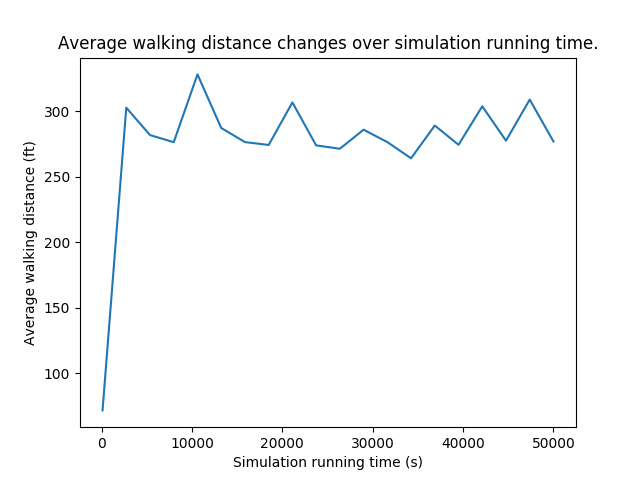 Average walking distance changes over simulation running time.
300
250
200
150
100
Average walking distance (ft)
0 10000 20000 30000 40000 50000
Simulation running time (s)